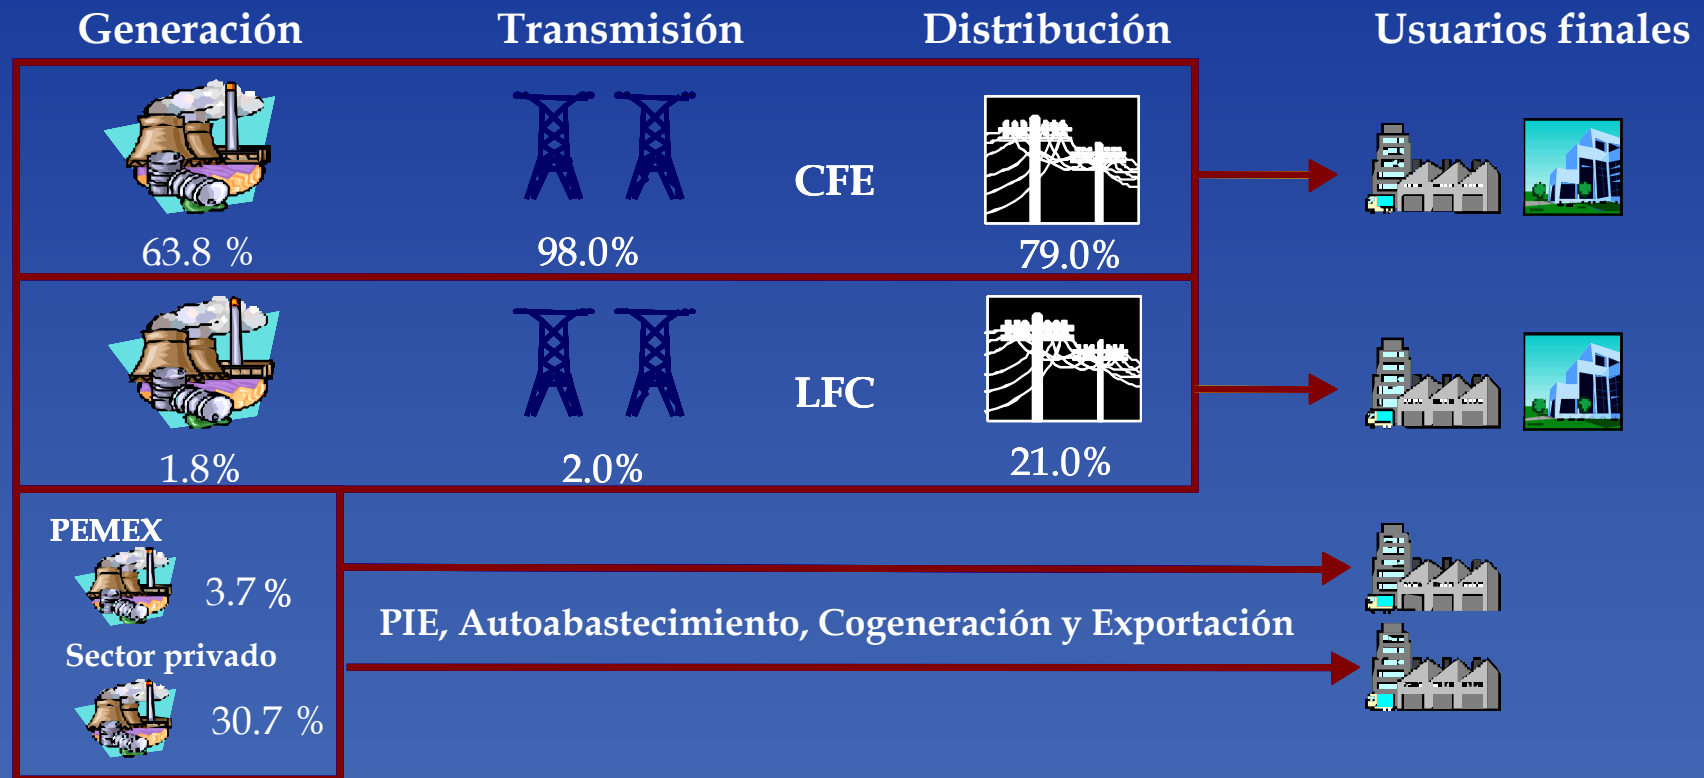 Generación Transmisión Distribución Usuarios finales
CFE
63.8 % 98.0% 79.0%
LFC
1.8% 2.0% 21.0%
PEMEX
3.7 %
PIE, Autoabastecimiento, Cogeneración y Exportación
Sector privado
30.7 %